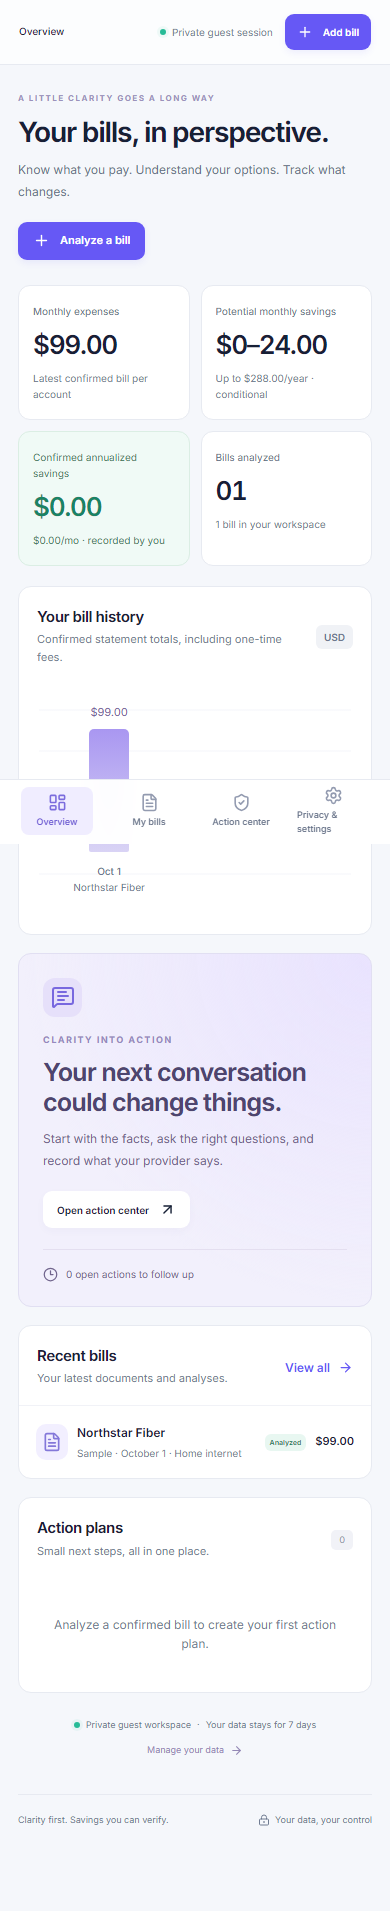 Overview
Private guest session
Add bill
A LITTLE CLARITY GOES A LONG WAY
Your bills, in perspective.
Know what you pay. Understand your options. Track what
changes.
Analyze a bill
Monthly expenses
$99.00
Latest confirmed bill per
account
Potential monthly savings
$0–24.00
Up to $288.00/year ·
conditional
Confirmed annualized
savings
$0.00
$0.00/mo · recorded by you
Bills analyzed
01
1 bill in your workspace
Your bill history
Confirmed statement totals, including one-time
fees.
USD
$99.00
Overview
My bills
Action center
Privacy &
settings
Oct 1
Northstar Fiber
CLARITY INTO ACTION
Your next conversation
could change things.
Start with the facts, ask the right questions, and
record what your provider says.
Open action center
0 open actions to follow up
Recent bills
Your latest documents and analyses.
View all
Northstar Fiber
Sample · October 1 · Home internet
Analyzed
$99.00
Action plans
Small next steps, all in one place.
0
Analyze a confirmed bill to create your first action
plan.
Private guest workspace · Your data stays for 7 days
Manage your data
Clarity first. Savings you can verify.
Your data, your control